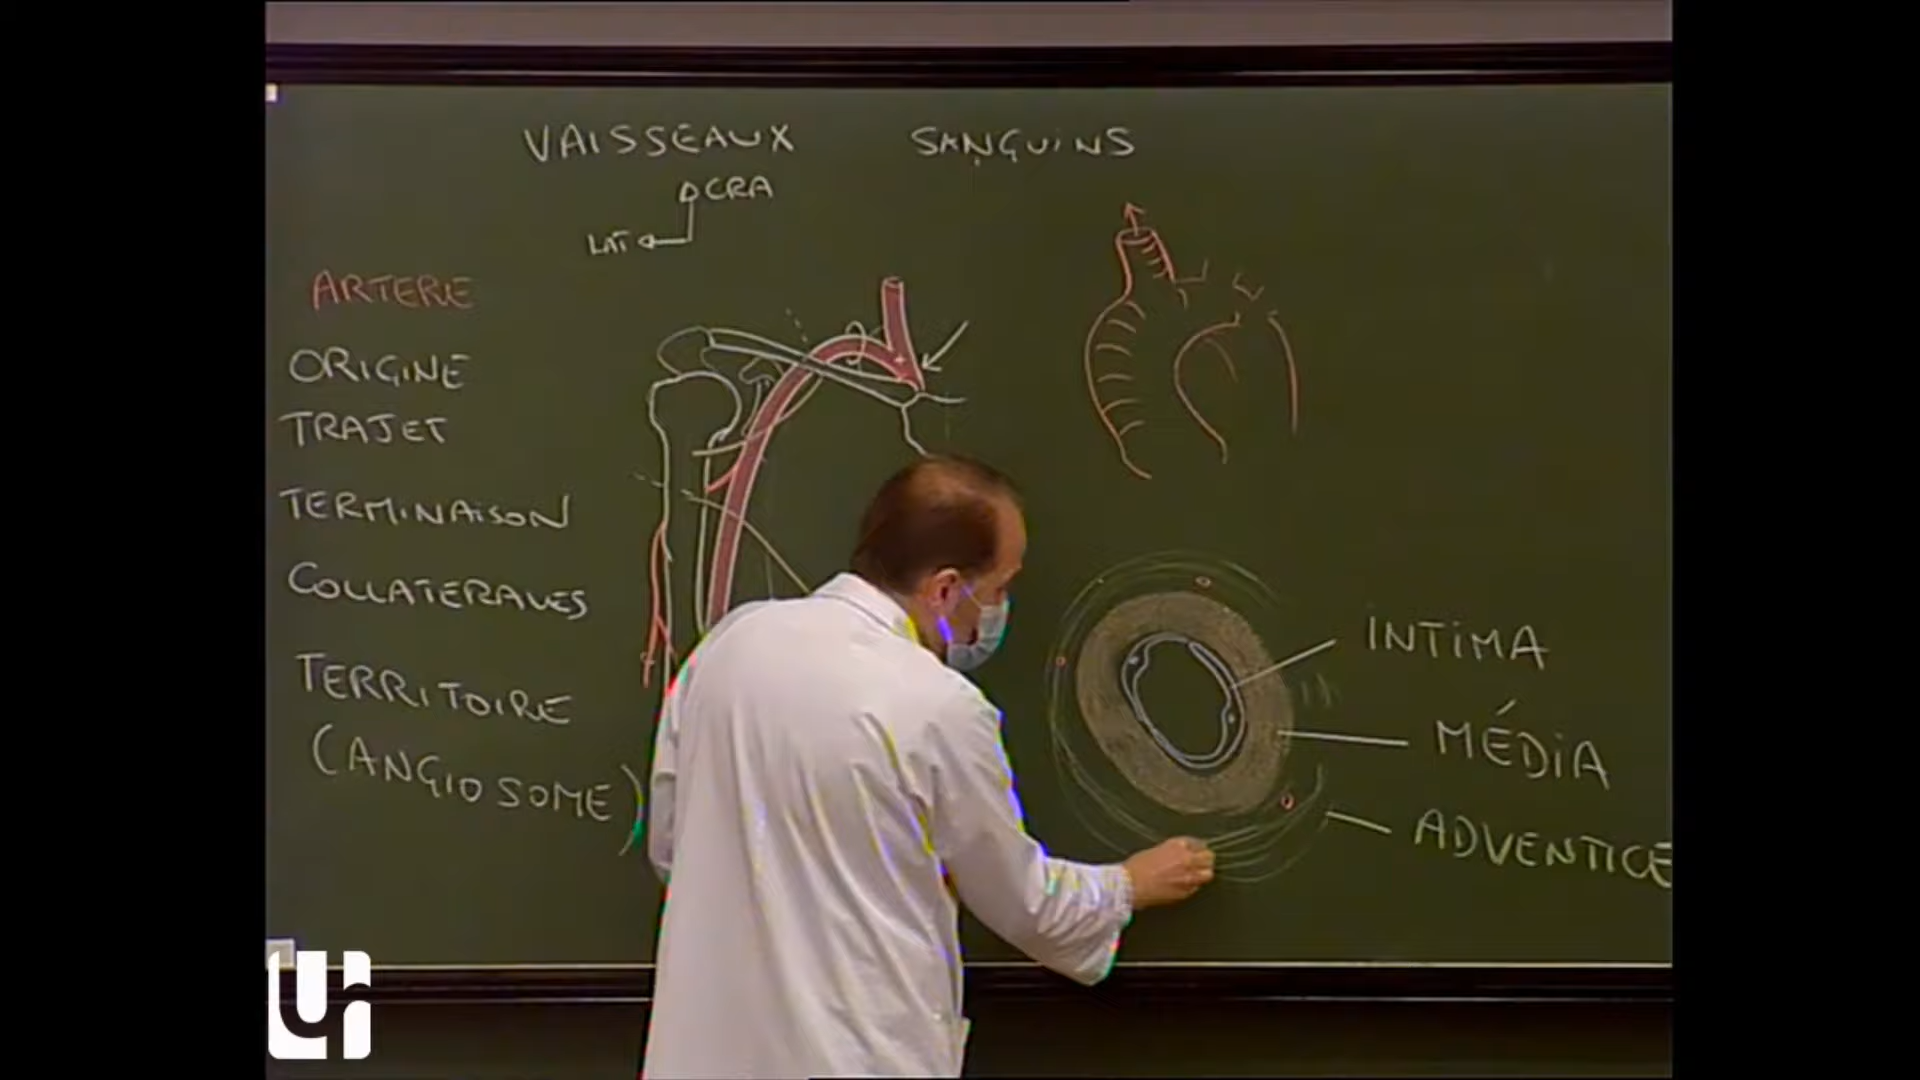 VAISSEAUX SANGUINS
CRA
LAT
ARTERE
ORIGINE
TRAJET
TERMINAISON
COLLATERALES
TERRITOIRE
(ANGIOSOME)
INTIMA
MÉDIA
ADVENTICE